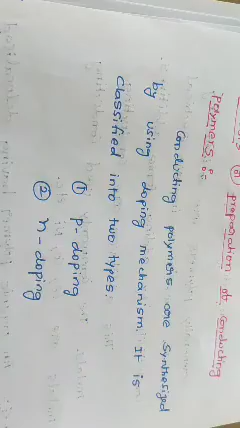 preparation of conducting
polymers :-
Conducting polymers are synthesized
by using doping mechanism. It is
classified into two types.
① P-doping
② n-doping